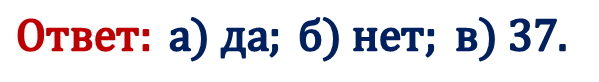 Ответ: а) да; б) нет; в) 37.